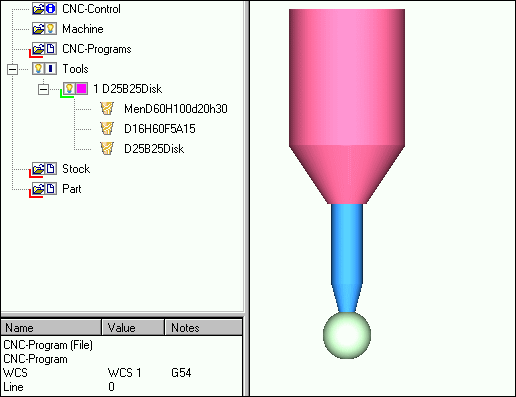 CNC-Control
Machine
CNC-Programs
Tools
1 D25B25Disk
MenD60H100d20h30
D16H60F5A15
D25B25Disk
Stock
Part
Name Value Notes
CNC-Program (File)
CNC-Program
WCS WCS 1 G54
Line 0